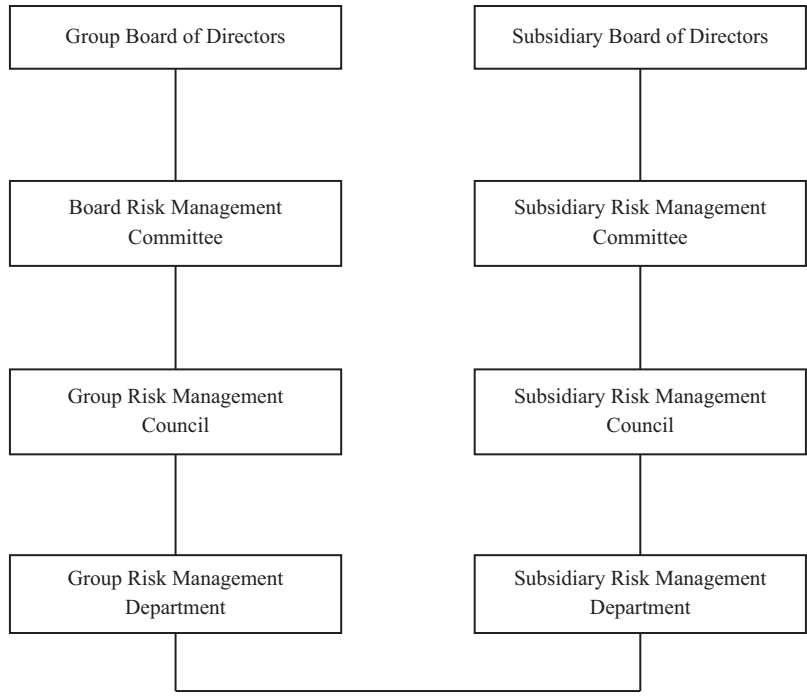 Group Board of Directors
Subsidiary Board of Directors
Board Risk Management
Committee
Subsidiary Risk Management
Committee
Group Risk Management
Council
Subsidiary Risk Management
Council
Group Risk Management
Department
Subsidiary Risk Management
Department